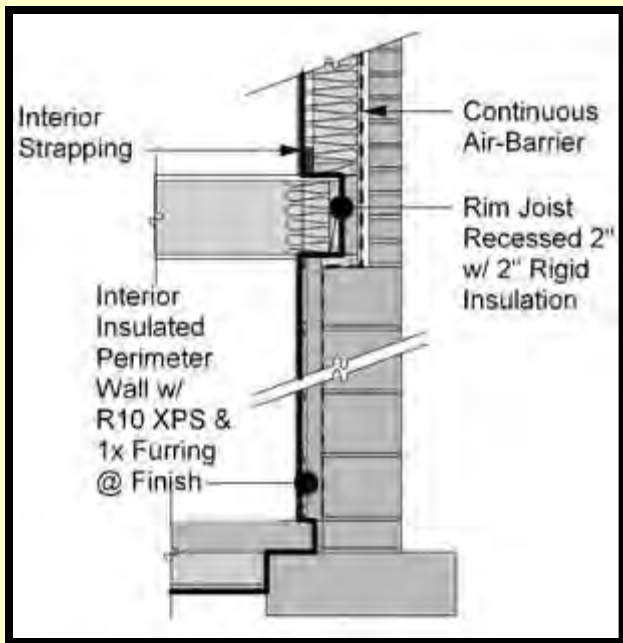 Interior
Strapping
Continuous
Air-Barrier
Rim Joist
Recessed 2"
w/ 2" Rigid
Insulation
Interior
Insulated
Perimeter
Wall w/
R10 XPS &
1x Furring
@ Finish